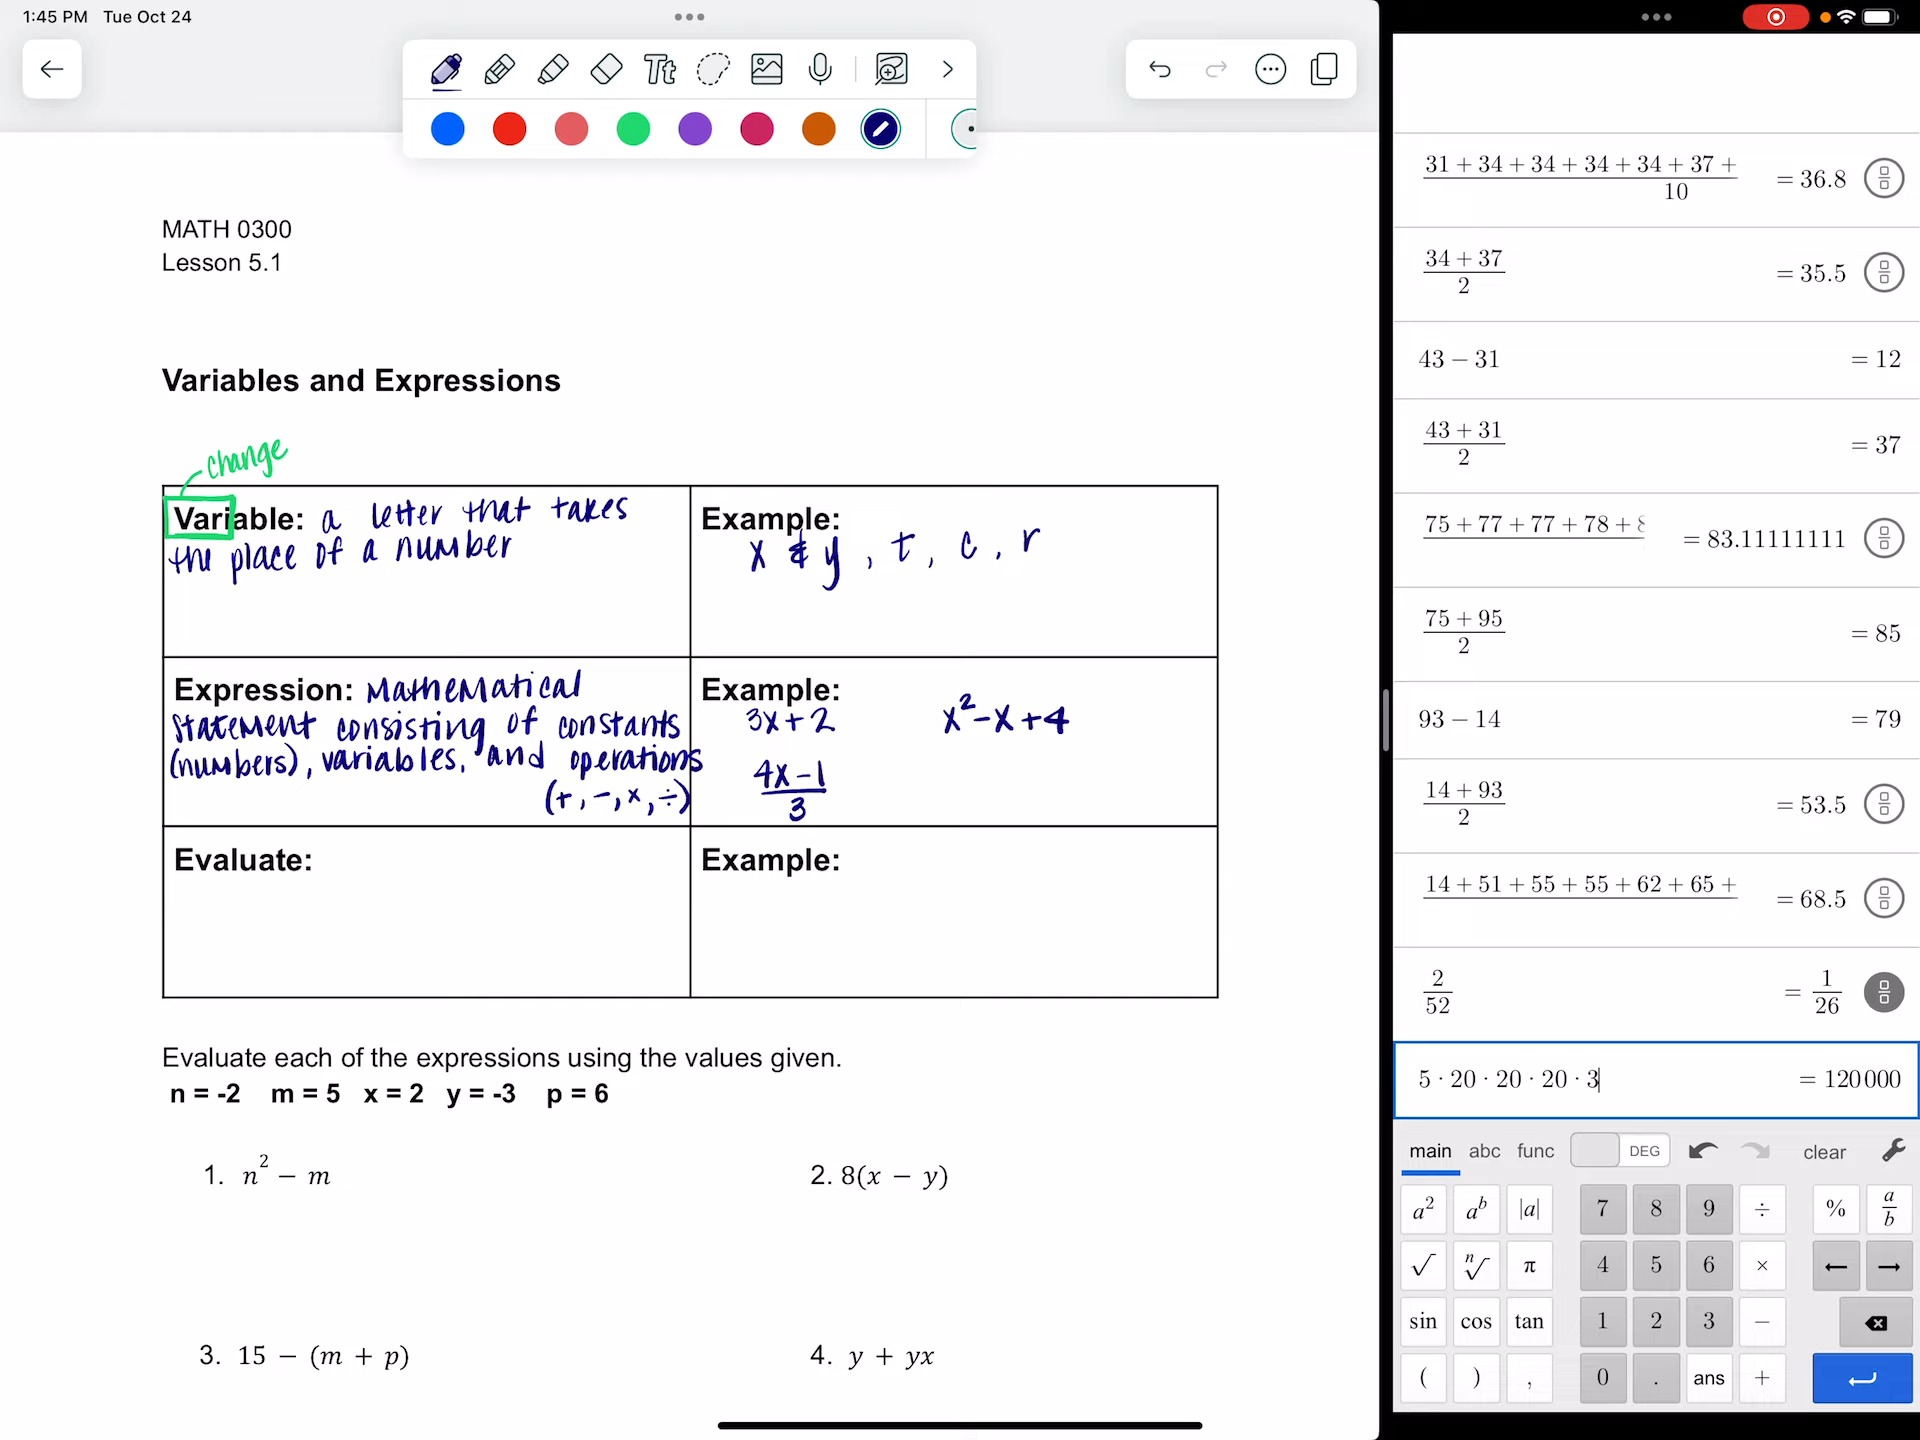 1:45 PM Tue Oct 24
Tt
MATH 0300
Lesson 5.1
Variables and Expressions
change
Variable: a letter that takes
the place of a number
Example:
x & y , t , c , r
Expression: Mathematical
statement consisting of constants
(numbers), variables, and operations
(+, -, x, ÷)
Example:
3x+2 x²-x+4
4x-1
3
Evaluate:
Example:
Evaluate each of the expressions using the values given.
n = -2 m = 5 x = 2 y = -3 p = 6
1. n² − m
2. 8(x − y)
3. 15 − (m + p)
4. y + yx
31 + 34 + 34 + 34 + 34 + 37 +
10
= 36.8
34 + 37
2
= 35.5
43 − 31 = 12
43 + 31
2
= 37
75 + 77 + 77 + 78 +
= 83.11111111
75 + 95
2
= 85
93 − 14 = 79
14 + 93
2
= 53.5
14 + 51 + 55 + 55 + 62 + 65 +
= 68.5
2
52
= 1
26
5 · 20 · 20 · 20 · 3 = 120000
main abc func DEG clear
a² aᵇ |a| 7 8 9 ÷ % a/b
√ ⁿ√ π 4 5 6 × ← →
sin cos tan 1 2 3 −
( ) , 0 . ans +